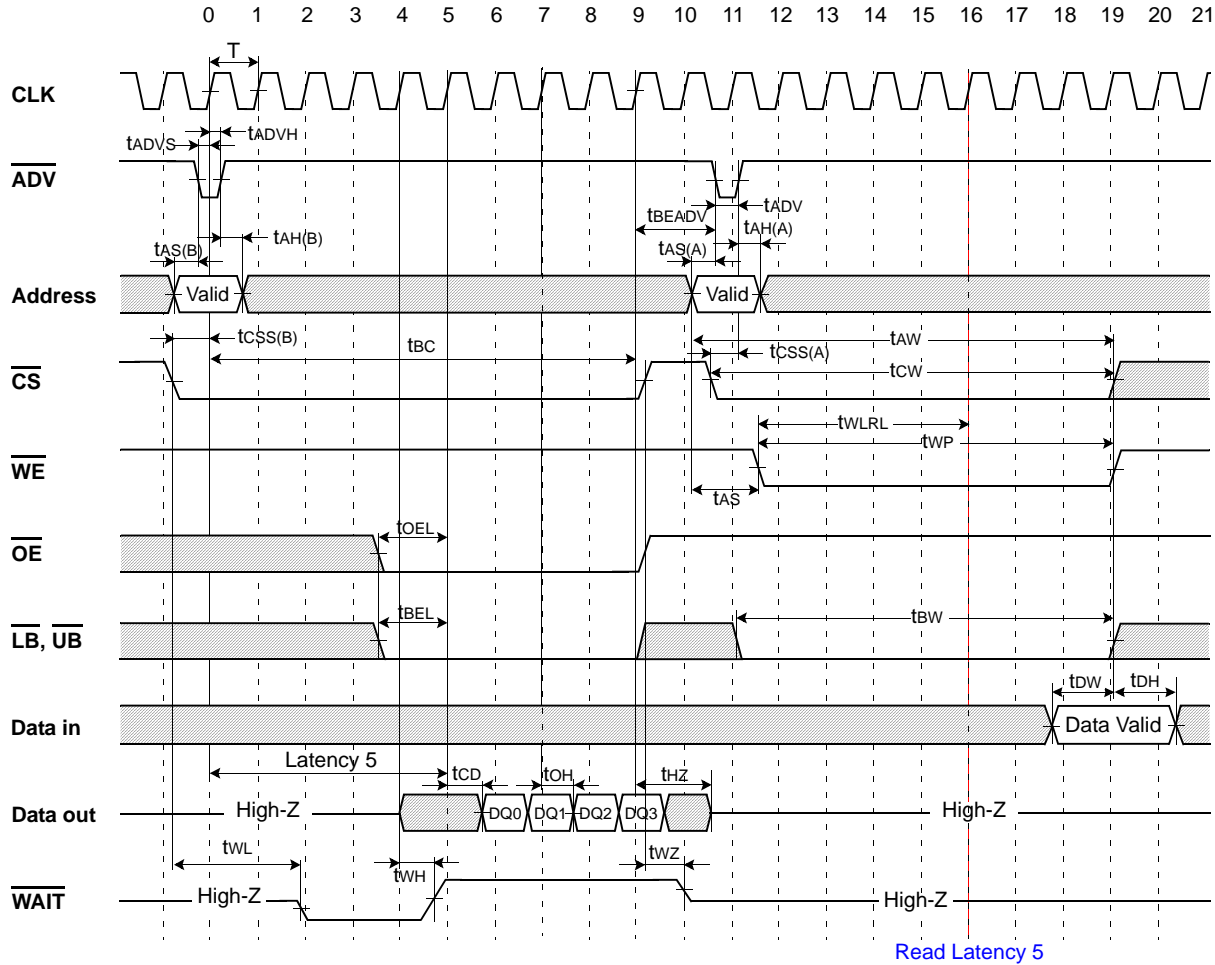 0 1 2 3 4 5 6 7 8 9 10 11 12 13 14 15 16 17 18 19 20 21
T
CLK
tADVS
tADVH
ADV
tBEADV
tADV
tAS(B)
tAH(B)
tAS(A)
tAH(A)
Address
Valid
Valid
tCSS(B)
tBC
tCSS(A)
tAW
CS
tCW
tWLRL
tWP
WE
tAS
OE
tOEL
LB, UB
tBEL
tBW
tDW
tDH
Data in
Data Valid
Latency 5
tCD
tOH
tHZ
Data out
High-Z
DQ0
DQ1
DQ2
DQ3
High-Z
tWL
tWH
tWZ
WAIT
High-Z
High-Z
Read Latency 5